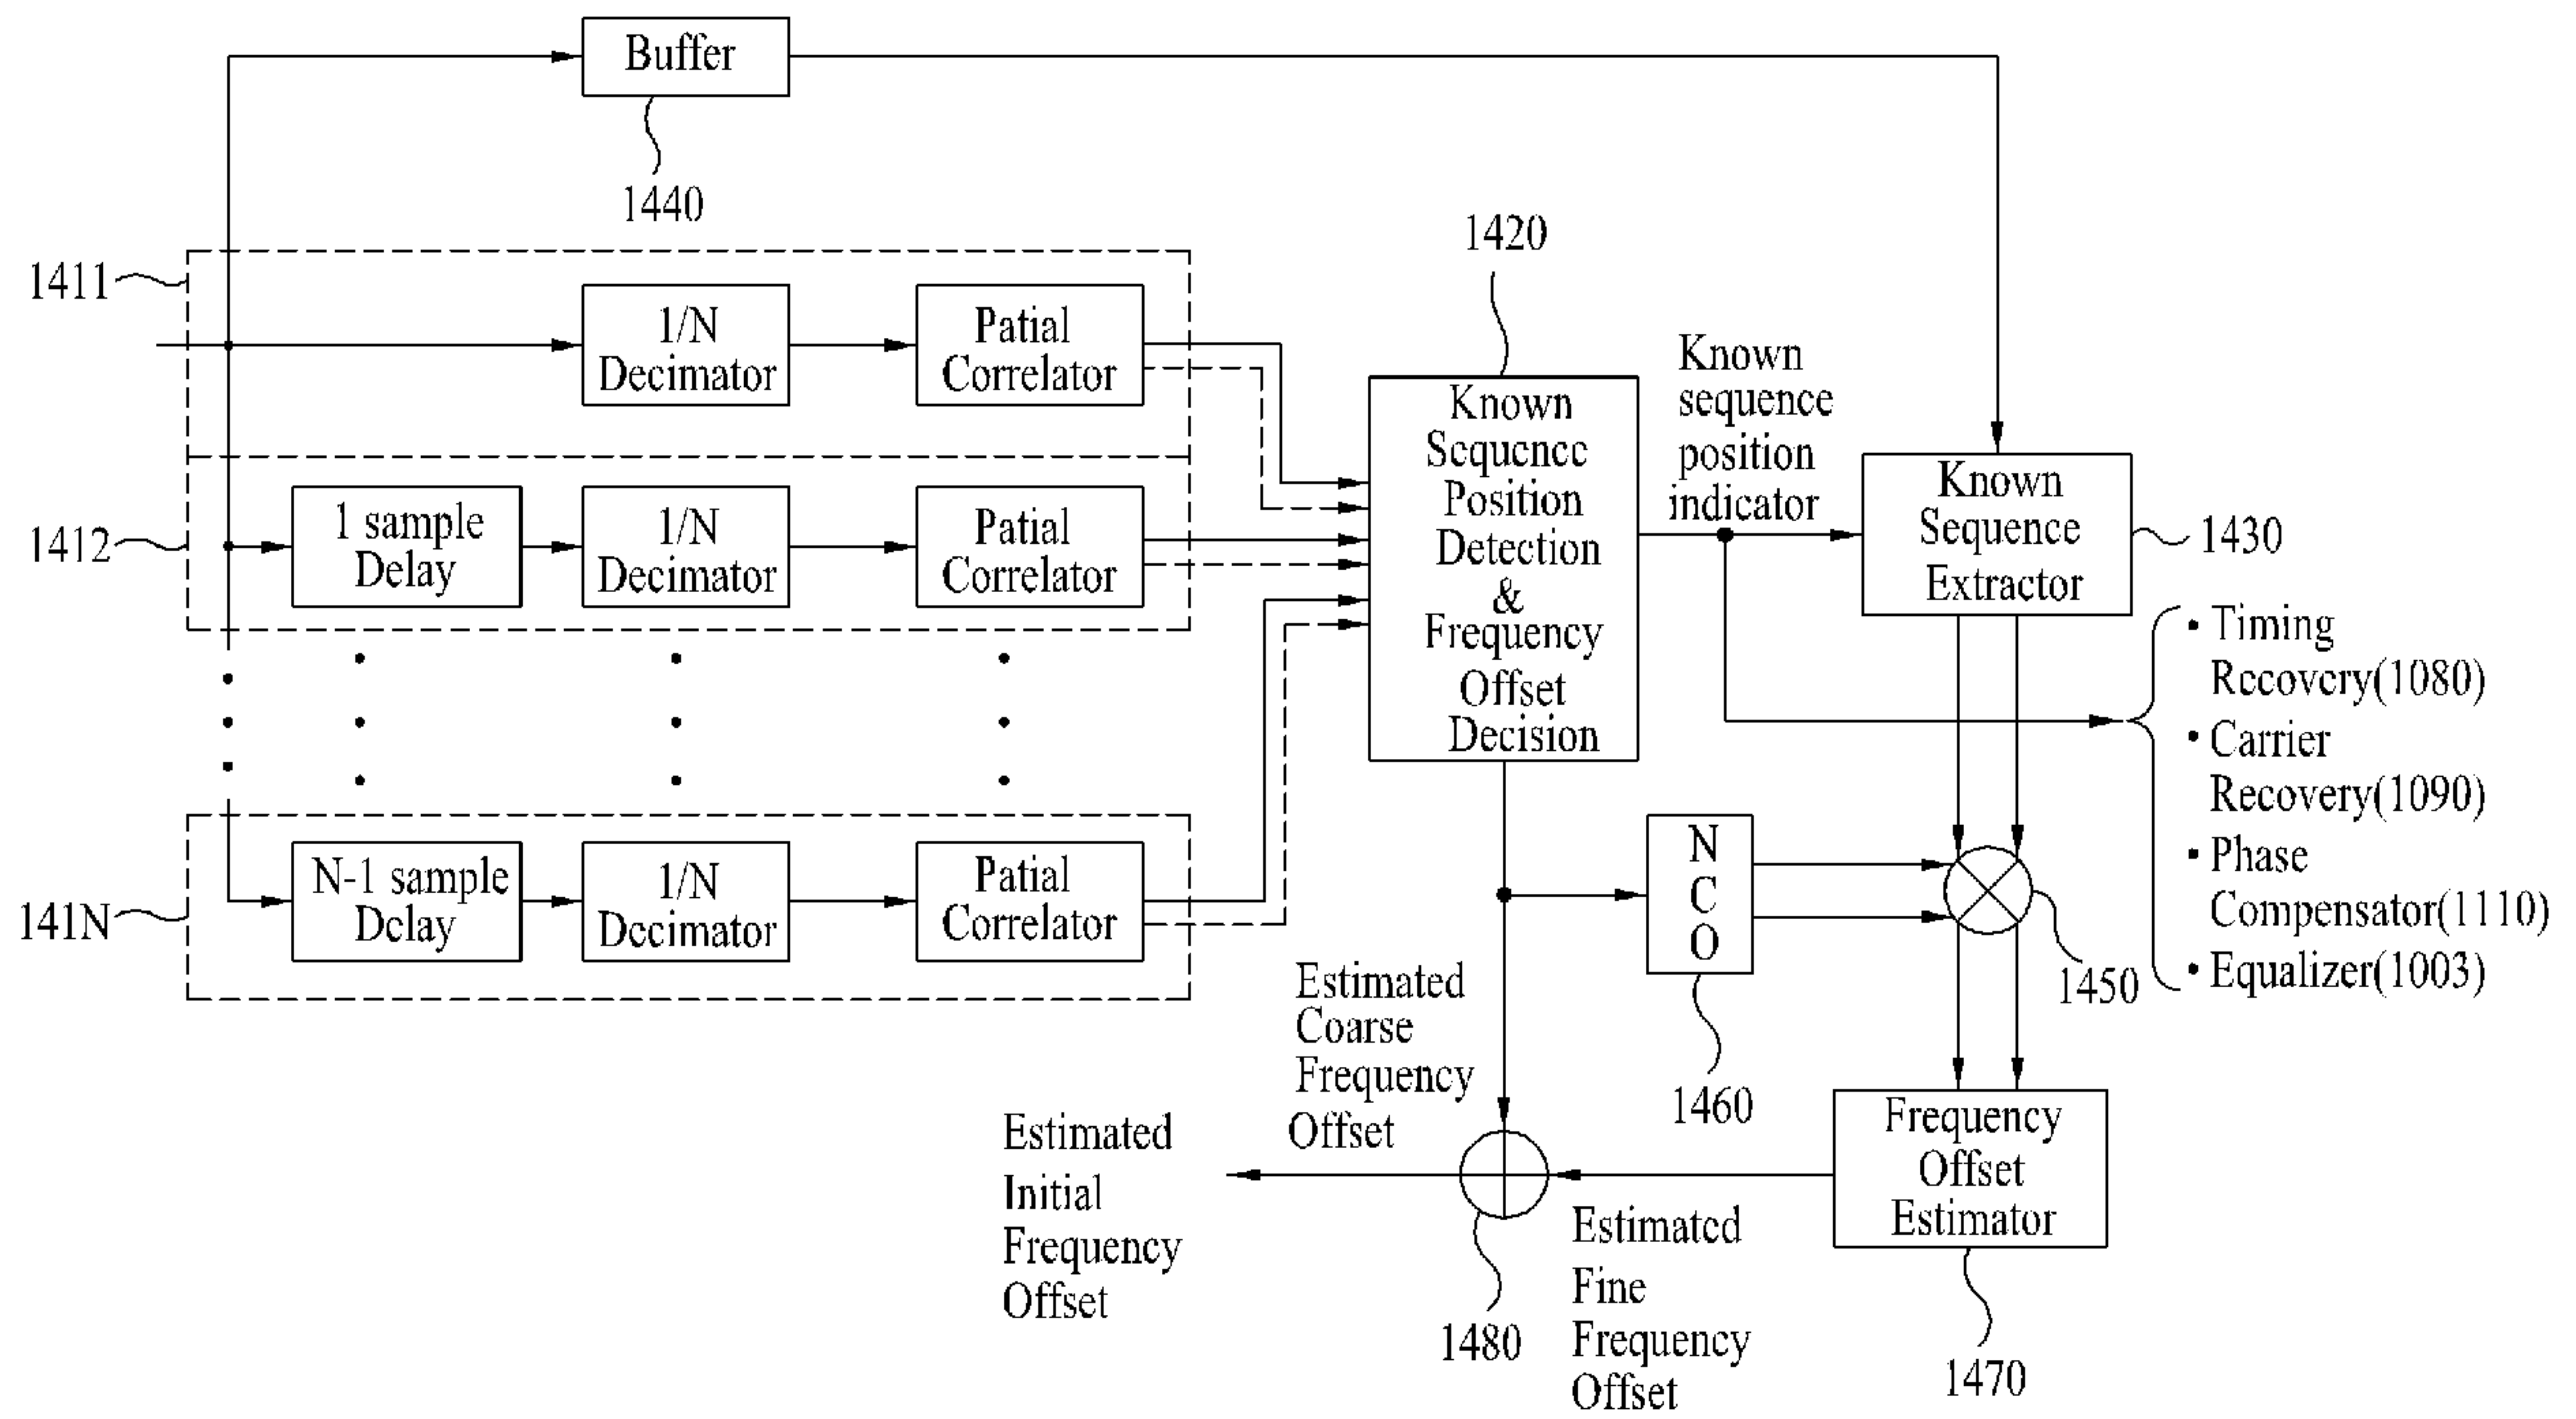 Buffer
1440
1411
1/N
Decimator
Patial
Correlator
1412
1 sample
Delay
1/N
Decimator
Patial
Correlator
141N
N-1 sample
Delay
1/N
Decimator
Patial
Correlator
1420
Known
Sequence
Position
Detection
&
Frequency
Offset
Decision
Known
sequence
position
indicator
Known
Sequence
Extractor
1430
• Timing
Recovery(1080)
• Carrier
Recovery(1090)
• Phase
Compensator(1110)
• Equalizer(1003)
N
C
O
1460
1450
Estimated
Coarse
Frequency
Offset
Estimated
Initial
Frequency
Offset
1480
Estimated
Fine
Frequency
Offset
Frequency
Offset
Estimator
1470